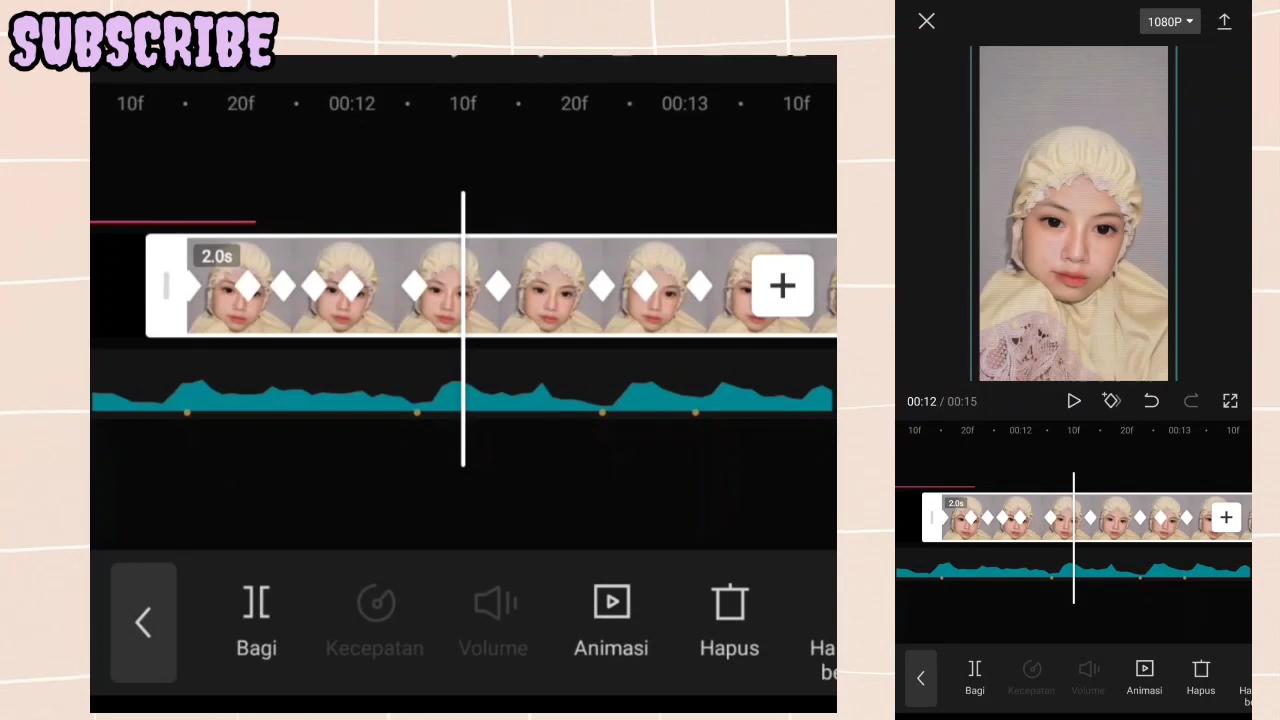 SUBSCRIBE
10f 20f 00:12 10f 20f 00:13 10f
2.0s
Bagi Kecepatan Volume Animasi Hapus
1080P
00:12 / 00:15
10f 20f 00:12 10f 20f 00:13 10f
2.0s
Bagi Kecepatan Volume Animasi Hapus